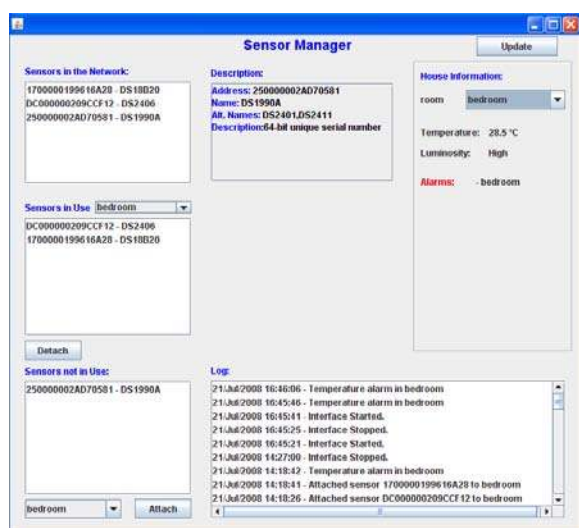 Sensor Manager
Update
Sensors in the Network:
1700000199616A28 - DS18B20
DC000000209CCF12 - DS2406
250000002AD70581 - DS1990A
Description:
Address: 250000002AD70581
Name: DS1990A
Alt. Names: DS2401,DS2411
Description:64-bit unique serial number
House Information:
room bedroom
Temperature: 28.5 °C
Luminosity: High
Alarms: - bedroom
Sensors in Use bedroom
DC000000209CCF12 - DS2406
1700000199616A28 - DS18B20
Detach
Sensors not in Use:
250000002AD70581 - DS1990A
bedroom Attach
Log:
21/Jul/2008 16:46:06 - Temperature alarm in bedroom
21/Jul/2008 16:45:46 - Temperature alarm in bedroom
21/Jul/2008 16:45:41 - Interface Started.
21/Jul/2008 16:45:25 - Interface Stopped.
21/Jul/2008 16:45:21 - Interface Started.
21/Jul/2008 14:27:00 - Interface Stopped.
21/Jul/2008 14:18:42 - Temperature alarm in bedroom
21/Jul/2008 14:18:41 - Attached sensor 1700000199616A28 to bedroom
21/Jul/2008 14:18:26 - Attached sensor DC000000209CCF12 to bedroom